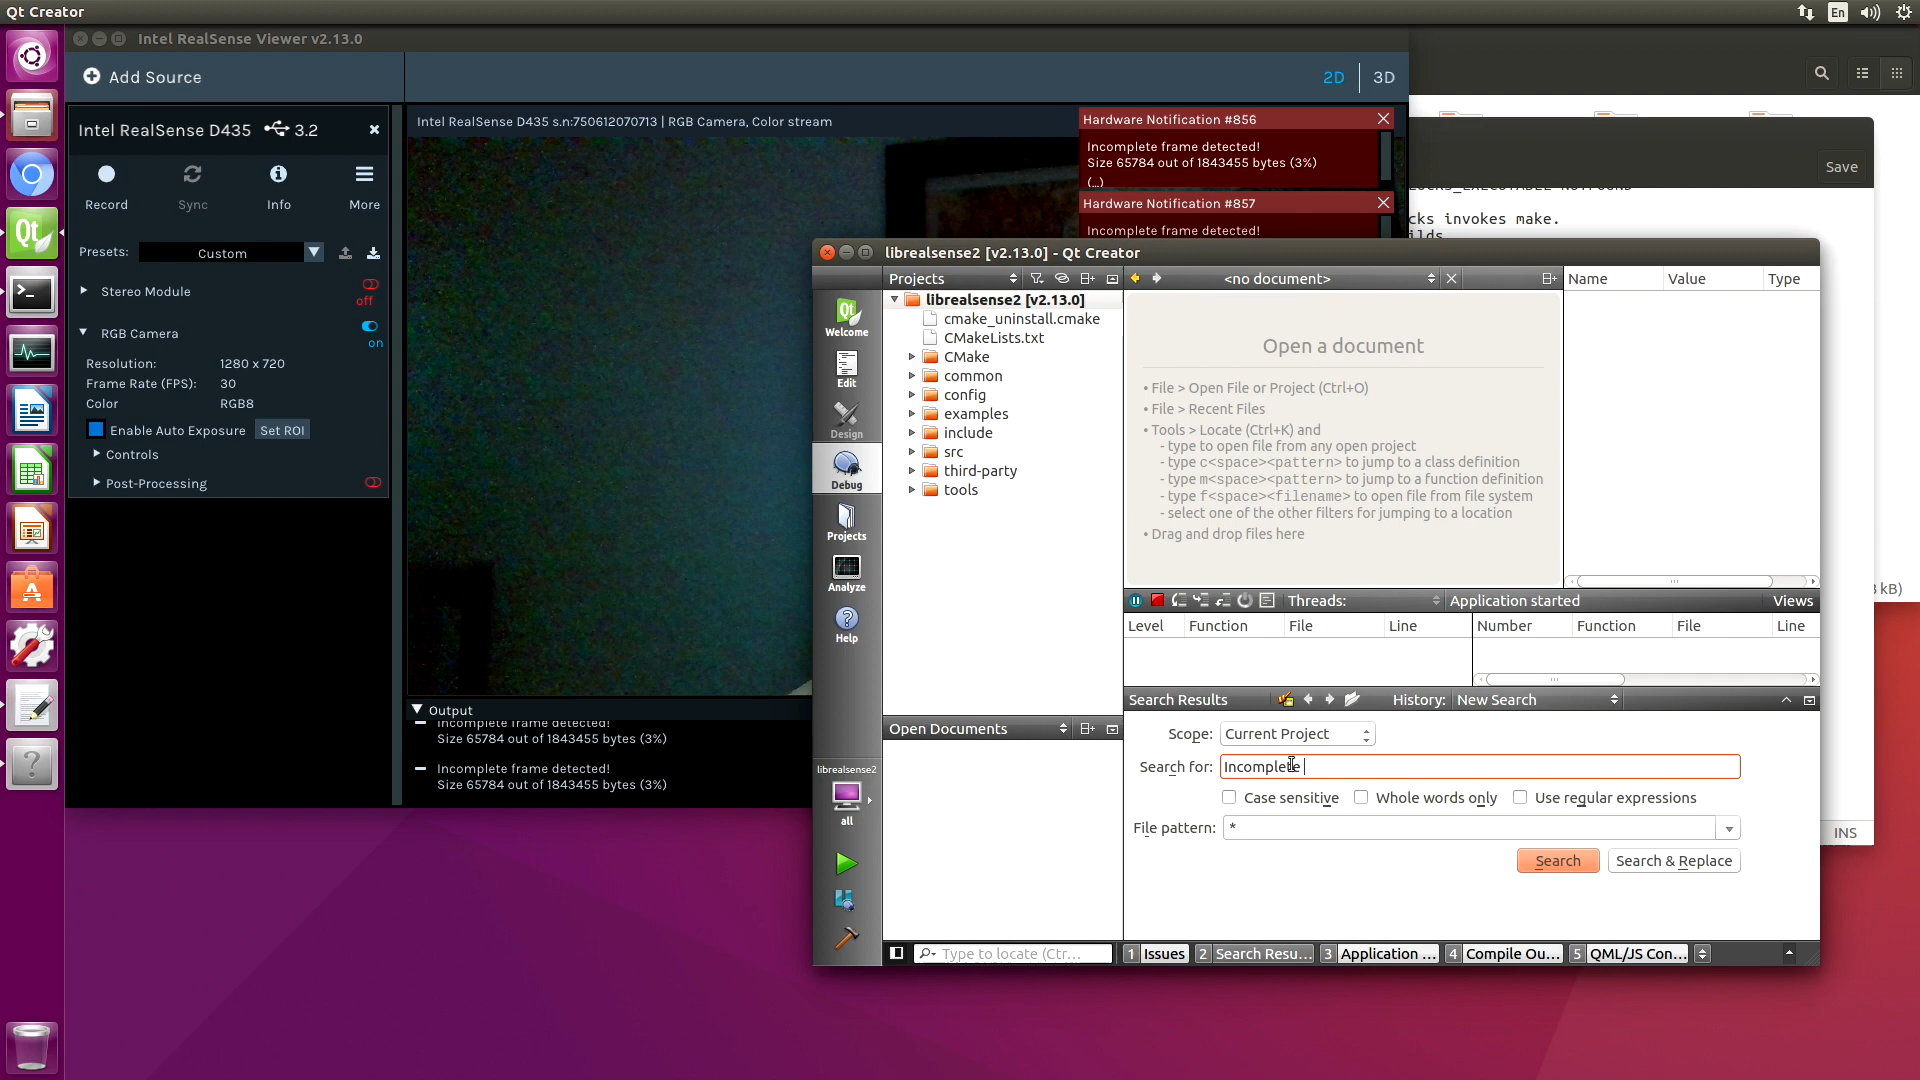 Qt Creator
En
Intel RealSense Viewer v2.13.0
Add Source
2D
3D
Intel RealSense D435
3.2
Record
Sync
Info
More
Presets:
Custom
Stereo Module
off
RGB Camera
on
Resolution:
1280 x 720
Frame Rate (FPS):
30
Color
RGB8
Enable Auto Exposure
Set ROI
Controls
Post-Processing
Intel RealSense D435 s.n:750612070713 | RGB Camera, Color stream
Hardware Notification #856
Incomplete frame detected!
Size 65784 out of 1843455 bytes (3%)
(...)
Hardware Notification #857
Incomplete frame detected!
Output
Incomplete frame detected!
Size 65784 out of 1843455 bytes (3%)
Incomplete frame detected!
Size 65784 out of 1843455 bytes (3%)
Save
cks invokes make.
kB)
INS
librealsense2 [v2.13.0] - Qt Creator
Welcome
Edit
Design
Debug
Projects
Analyze
Help
librealsense2
all
Projects
librealsense2 [v2.13.0]
cmake_uninstall.cmake
CMakeLists.txt
CMake
common
config
examples
include
src
third-party
tools
Open Documents
<no document>
Open a document
• File > Open File or Project (Ctrl+O)
• File > Recent Files
• Tools > Locate (Ctrl+K) and
- type to open file from any open project
- type c<space><pattern> to jump to a class definition
- type m<space><pattern> to jump to a function definition
- type f<space><filename> to open file from file system
- select one of the other filters for jumping to a location
• Drag and drop files here
Name
Value
Type
Threads:
Application started
Views
Level
Function
File
Line
Number
Function
File
Line
Search Results
History:
New Search
Scope:
Current Project
Search for:
Incomplete
Case sensitive
Whole words only
Use regular expressions
File pattern:
*
Search
Search & Replace
Type to locate (Ctr...
1 Issues
2 Search Resu...
3 Application ...
4 Compile Ou...
5 QML/JS Con...